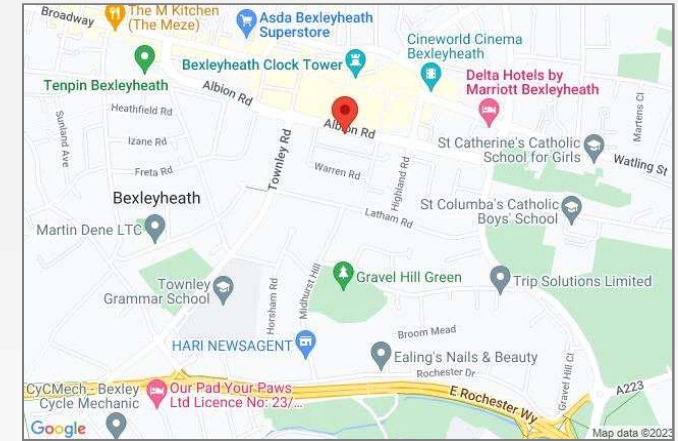 Broadway
The M Kitchen
(The Meze)
Asda Bexleyheath
Superstore
Cineworld Cinema
Bexleyheath
Bexleyheath Clock Tower
Tenpin Bexleyheath
Delta Hotels by
Marriott Bexleyheath
Martens Cl
Albion Rd
Heathfield Rd
Albion Rd
Sunland Ave
Izane Rd
Townley Rd
St Catherine's Catholic
School for Girls
Watling St
Freta Rd
Warren Rd
Highland Rd
Bexleyheath
St Columba's Catholic
Boys' School
Latham Rd
Martin Dene LTC
Gravel Hill Green
Trip Solutions Limited
Townley
Grammar School
Horsham Rd
Midhurst Hill
Broom Mead
HARI NEWSAGENT
Ealing's Nails & Beauty
Rochester Dr
Gravel Hill Ct
CyCMech - Bexley
Cycle Mechanic
Our Pad Your Paws
Ltd Licence No: 23/...
E Rochester Wy
A223
Google
Map data ©2023